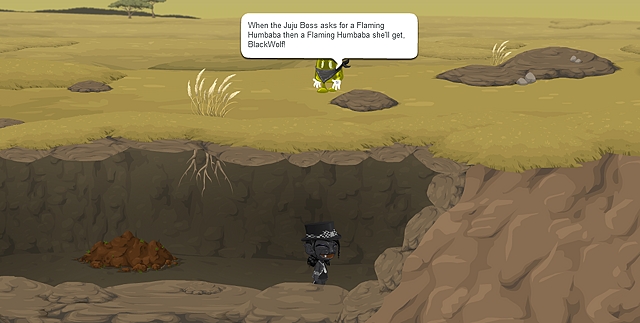 When the Juju Boss asks for a Flaming
Humbaba then a Flaming Humbaba she'll get,
BlackWolf!